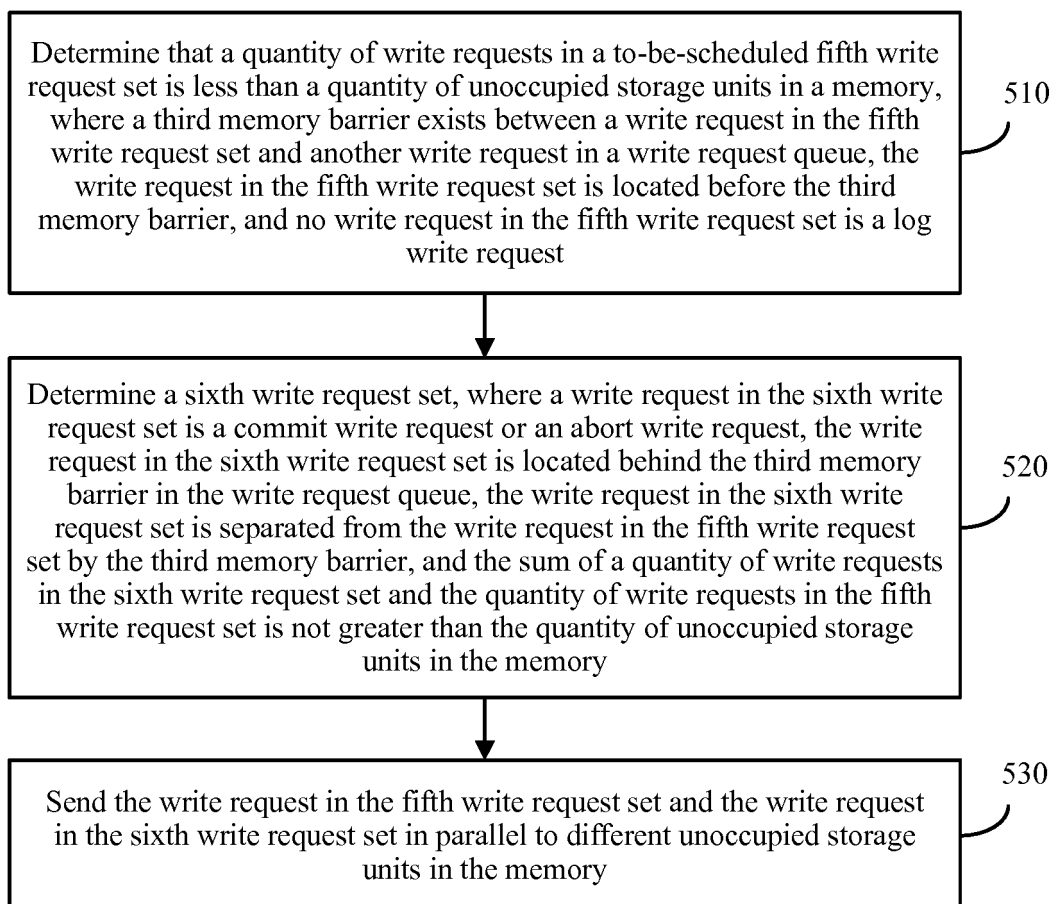 Determine that a quantity of write requests in a to-be-scheduled fifth write
request set is less than a quantity of unoccupied storage units in a memory,
where a third memory barrier exists between a write request in the fifth
write request set and another write request in a write request queue, the
write request in the fifth write request set is located before the third
memory barrier, and no write request in the fifth write request set is a log
write request
510
Determine a sixth write request set, where a write request in the sixth write
request set is a commit write request or an abort write request, the write
request in the sixth write request set is located behind the third memory
barrier in the write request queue, the write request in the sixth write
request set is separated from the write request in the fifth write request
set by the third memory barrier, and the sum of a quantity of write requests
in the sixth write request set and the quantity of write requests in the fifth
write request set is not greater than the quantity of unoccupied storage
units in the memory
520
Send the write request in the fifth write request set and the write request
in the sixth write request set in parallel to different unoccupied storage
units in the memory
530